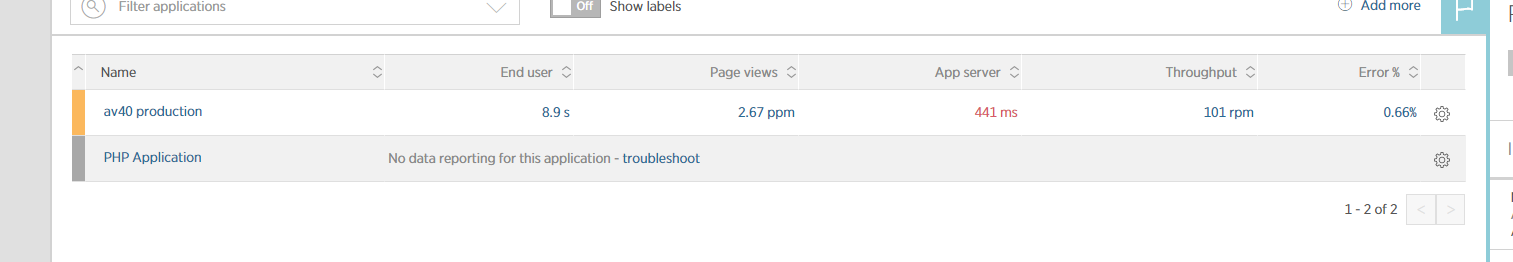 Filter applications
Off
Show labels
Add more
Name End user Page views App server Throughput Error %
av40 production 8.9 s 2.67 ppm 441 ms 101 rpm 0.66%
PHP Application No data reporting for this application - troubleshoot
1 - 2 of 2 < >